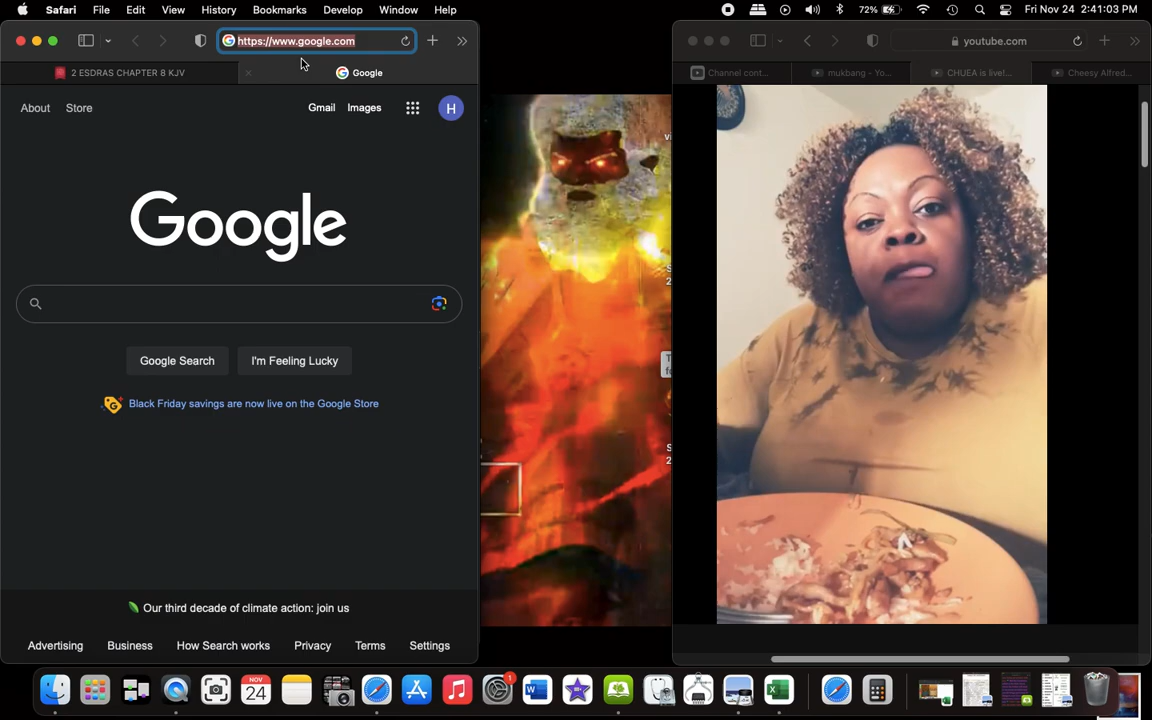 Safari File Edit View History Bookmarks Develop Window Help
72% Fri Nov 24 2:41:03 PM
https://www.google.com
youtube.com
2 ESDRAS CHAPTER 8 KJV
Google
Channel cont...
mukbang - Yo...
CHUEA is live!...
Cheesy Alfred...
About Store
Gmail Images
H
Google
Google Search
I'm Feeling Lucky
Black Friday savings are now live on the Google Store
Our third decade of climate action: join us
Advertising Business How Search works Privacy Terms Settings
NOV
24
1